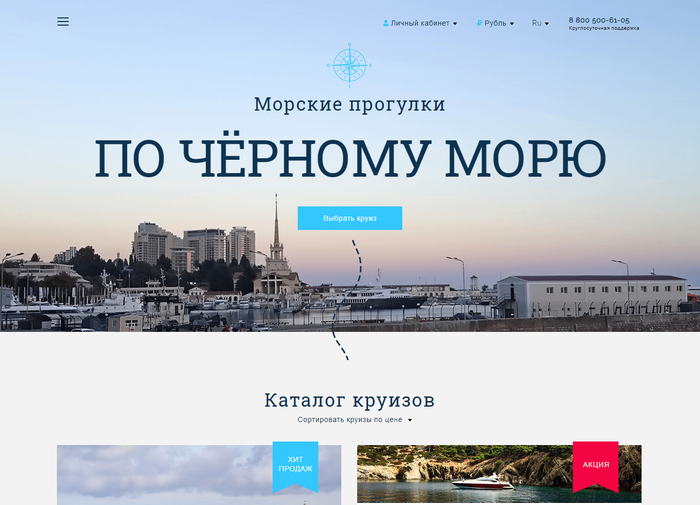 Личный кабинет
Рубль
Ru
8 800 500-61-05
Круглосуточная поддержка
Морские прогулки
ПО ЧЁРНОМУ МОРЮ
Выбрать круиз
Каталог круизов
Сортировать круизы по цене
ХИТ
ПРОДАЖ
АКЦИЯ